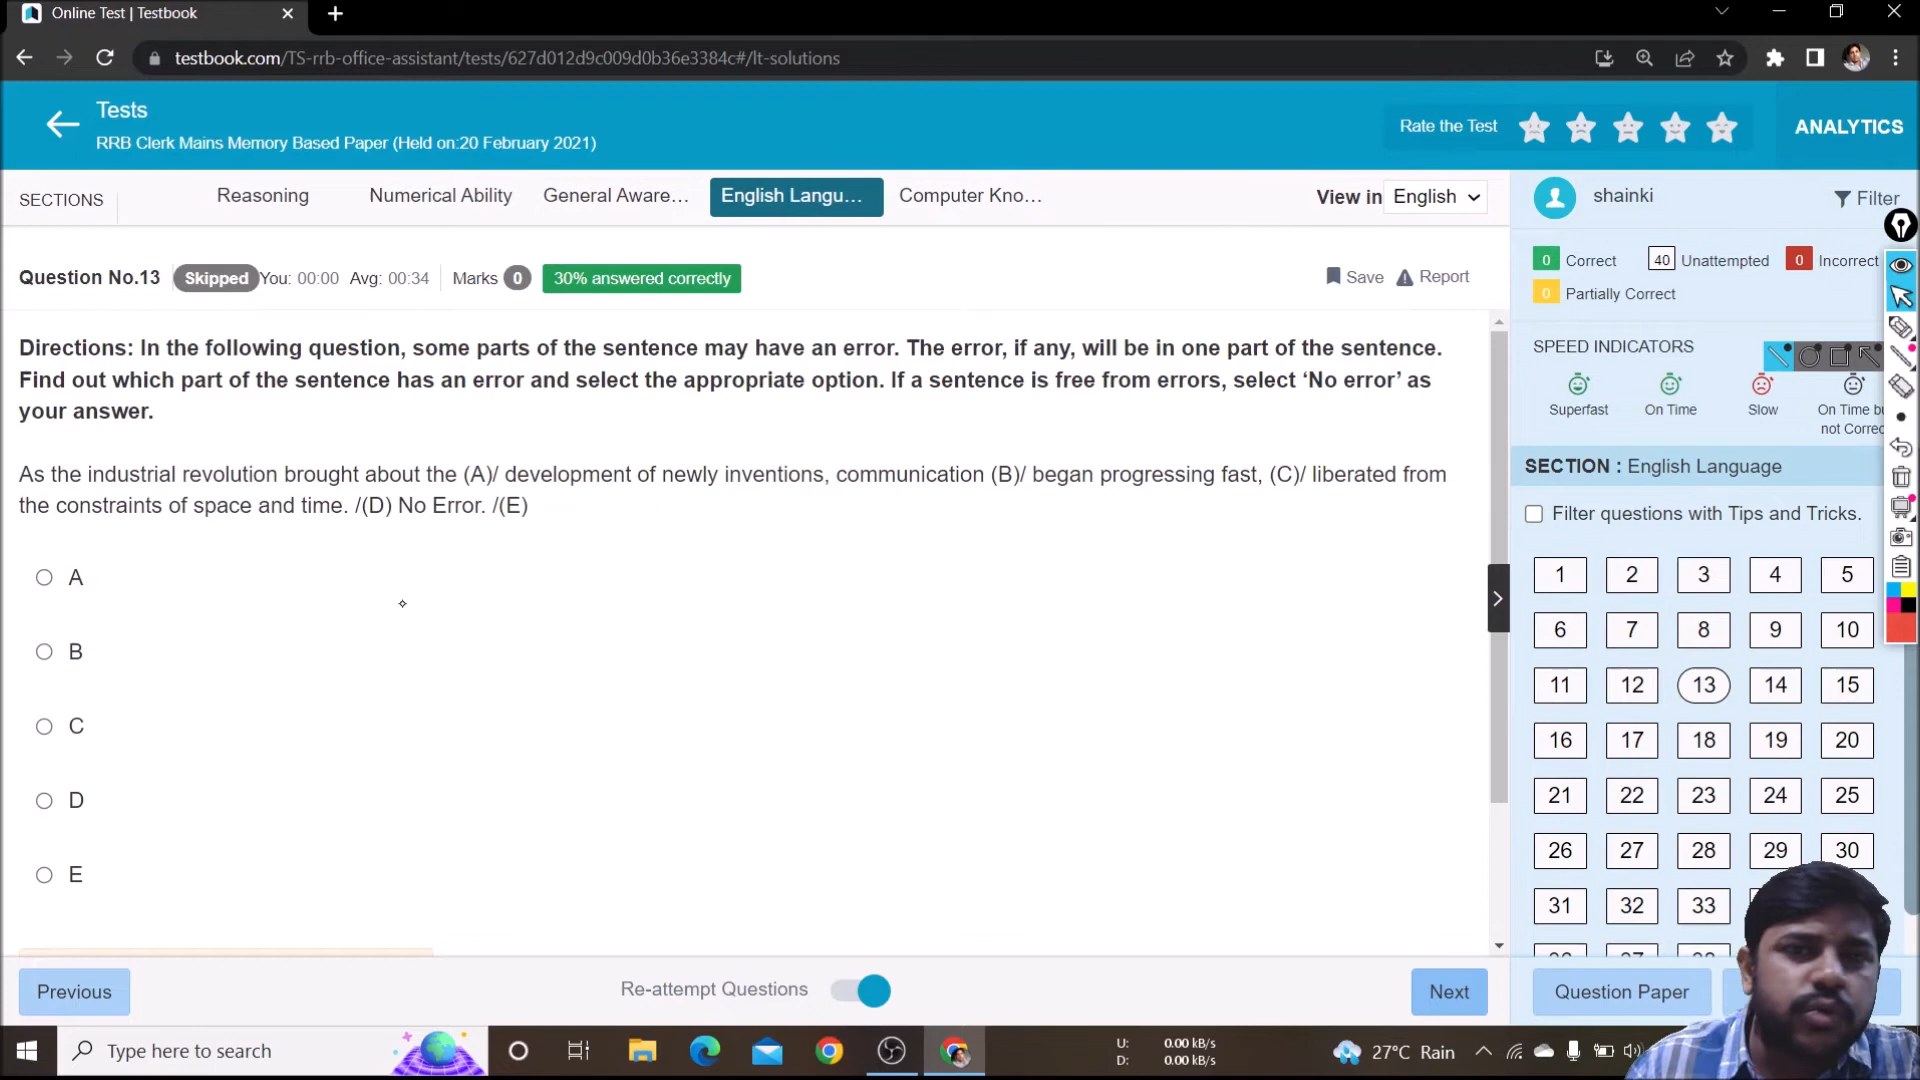 Online Test | Testbook
testbook.com/TS-rrb-office-assistant/tests/627d012d9c009d0b36e3384c#/lt-solutions
Tests
RRB Clerk Mains Memory Based Paper (Held on:20 February 2021)
Rate the Test
ANALYTICS
SECTIONS
Reasoning
Numerical Ability
General Aware...
English Langu...
Computer Kno...
View in English
shainki
Filter
Question No.13 Skipped You: 00:00 Avg: 00:34 Marks 0 30% answered correctly
Save Report
0 Correct 40 Unattempted 0 Incorrect
0 Partially Correct
Directions: In the following question, some parts of the sentence may have an error. The error, if any, will be in one part of the sentence.
Find out which part of the sentence has an error and select the appropriate option. If a sentence is free from errors, select ‘No error’ as
your answer.
As the industrial revolution brought about the (A)/ development of newly inventions, communication (B)/ began progressing fast, (C)/ liberated from
the constraints of space and time. /(D) No Error. /(E)
A
B
C
D
E
SPEED INDICATORS
Superfast On Time Slow On Time bu
not Correc
SECTION : English Language
Filter questions with Tips and Tricks.
1 2 3 4 5
6 7 8 9 10
11 12 13 14 15
16 17 18 19 20
21 22 23 24 25
26 27 28 29 30
31 32 33
Previous
Re-attempt Questions
Next
Question Paper
Type here to search
U: 0.00 kB/s
D: 0.00 kB/s
27°C Rain